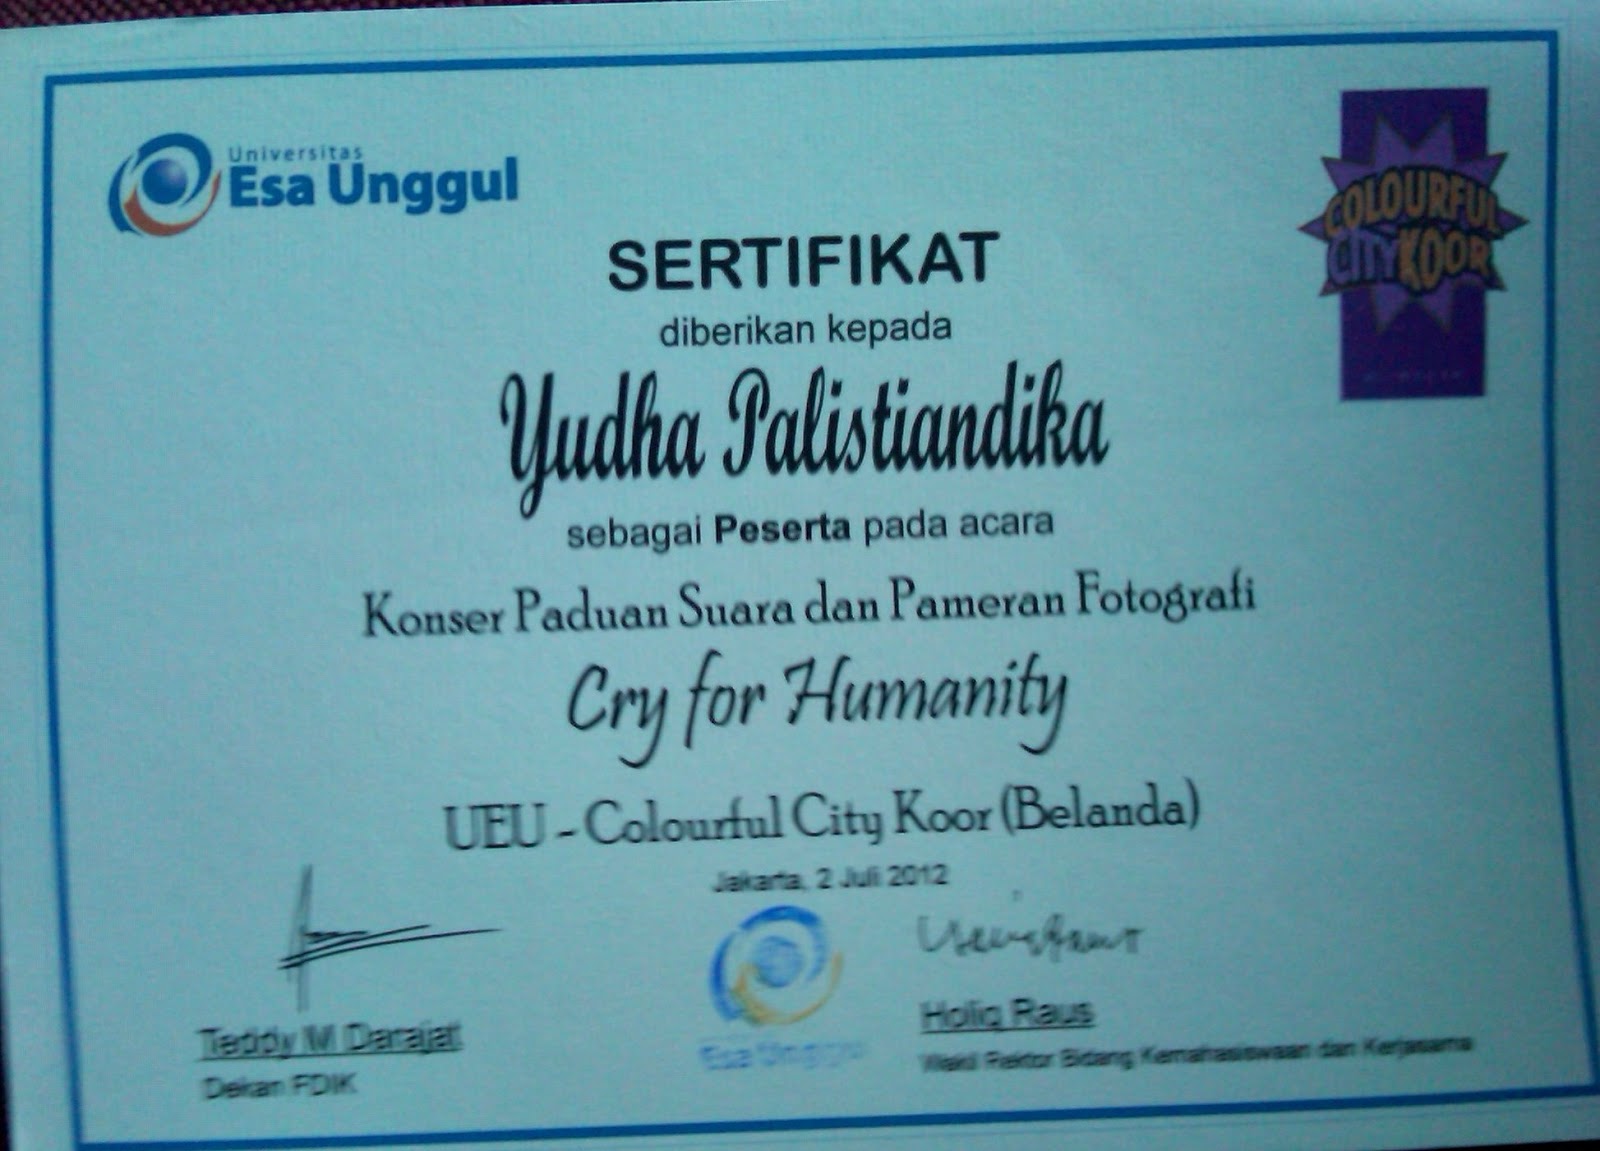 Universitas
Esa Unggul
COLOURFUL
CITY KOOR
SERTIFIKAT
diberikan kepada
Yudha Palistiandika
sebagai Peserta pada acara
Konser Paduan Suara dan Pameran Fotografi
Cry for Humanity
UEU - Colourful City Koor (Belanda)
Jakarta, 2 Juli 2012
Esa Unggul
Teddy M Darajat
Dekan FDIK
Holiq Raus
Wakil Rektor Bidang Kemahasiswaan dan Kerjasama